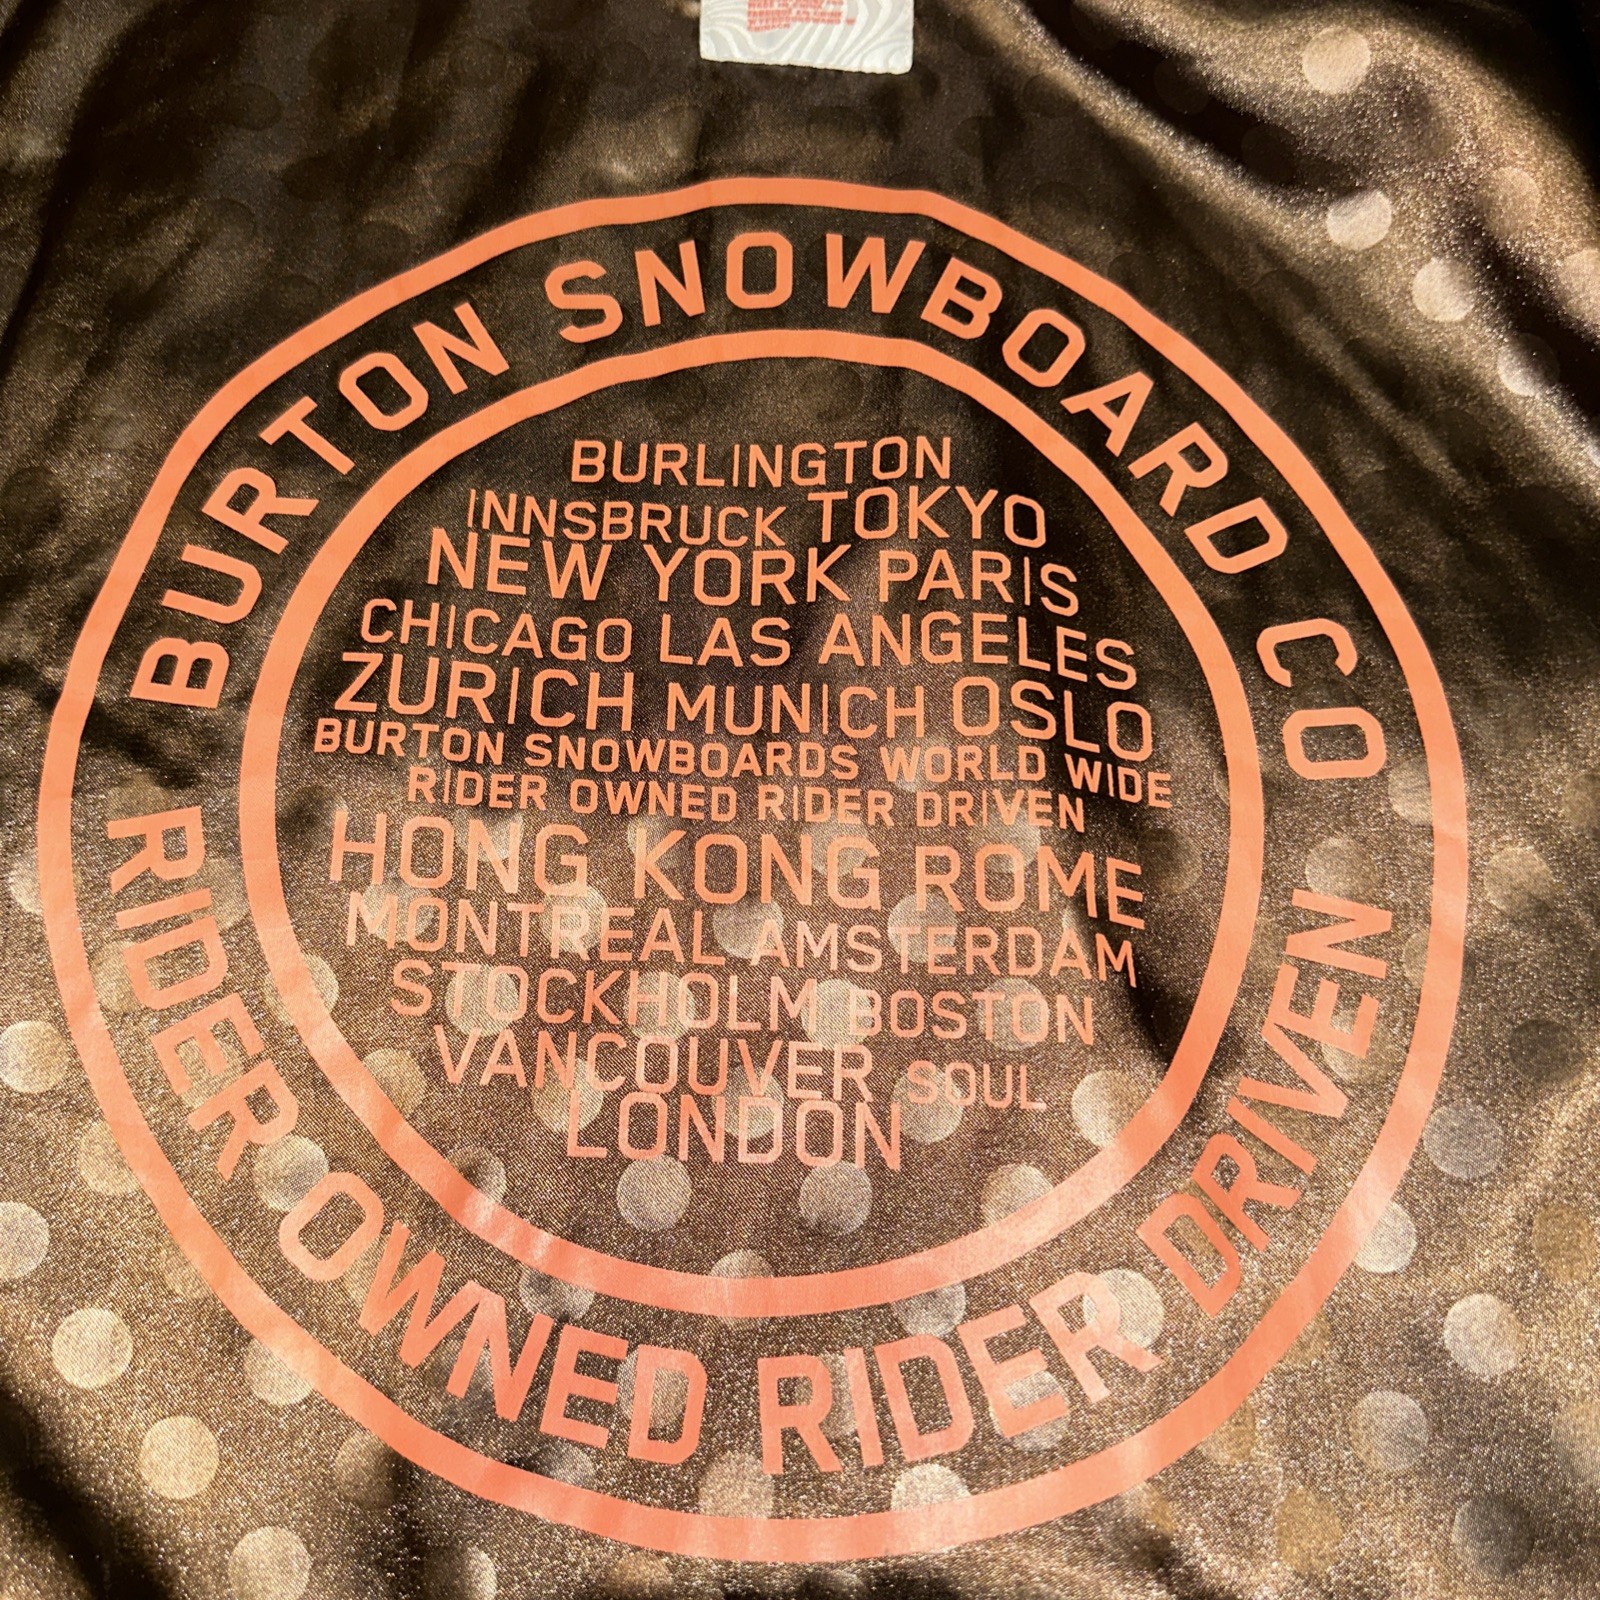 BURTON SNOWBOARD CO
BURLINGTON
INNSBRUCK TOKYO
NEW YORK PARIS
CHICAGO LAS ANGELES
ZURICH MUNICH OSLO
BURTON SNOWBOARDS WORLD WIDE
RIDER OWNED RIDER DRIVEN
HONG KONG ROME
MONTREAL AMSTERDAM
STOCKHOLM BOSTON
VANCOUVER SOUL
LONDON
RIDER OWNED RIDER DRIVEN